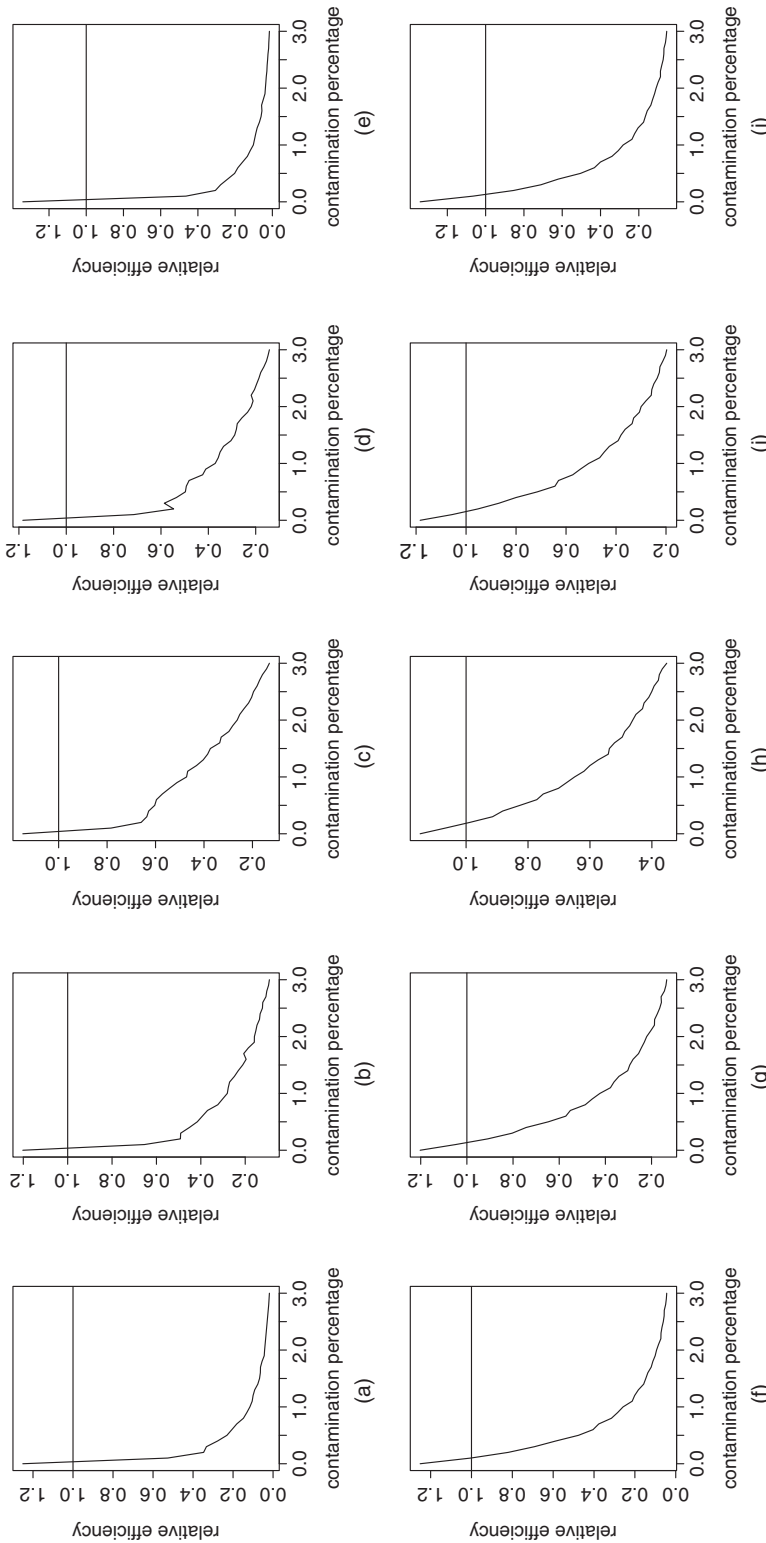 relative efficiency
0.0 0.2 0.4 0.6 0.8 1.0 1.2
0.0 1.0 2.0 3.0
contamination percentage
(a)
relative efficiency
0.2 0.4 0.6 0.8 1.0 1.2
0.0 1.0 2.0 3.0
contamination percentage
(b)
relative efficiency
0.2 0.4 0.6 0.8 1.0
0.0 1.0 2.0 3.0
contamination percentage
(c)
relative efficiency
0.2 0.4 0.6 0.8 1.0 1.2
0.0 1.0 2.0 3.0
contamination percentage
(d)
relative efficiency
0.0 0.2 0.4 0.6 0.8 1.0 1.2
0.0 1.0 2.0 3.0
contamination percentage
(e)
relative efficiency
0.0 0.2 0.4 0.6 0.8 1.0 1.2
0.0 1.0 2.0 3.0
contamination percentage
(f)
relative efficiency
0.2 0.4 0.6 0.8 1.0 1.2
0.0 1.0 2.0 3.0
contamination percentage
(g)
relative efficiency
0.4 0.6 0.8 1.0
0.0 1.0 2.0 3.0
contamination percentage
(h)
relative efficiency
0.2 0.4 0.6 0.8 1.0 1.2
0.0 1.0 2.0 3.0
contamination percentage
(i)
relative efficiency
0.2 0.4 0.6 0.8 1.0 1.2
0.0 1.0 2.0 3.0
contamination percentage
(j)